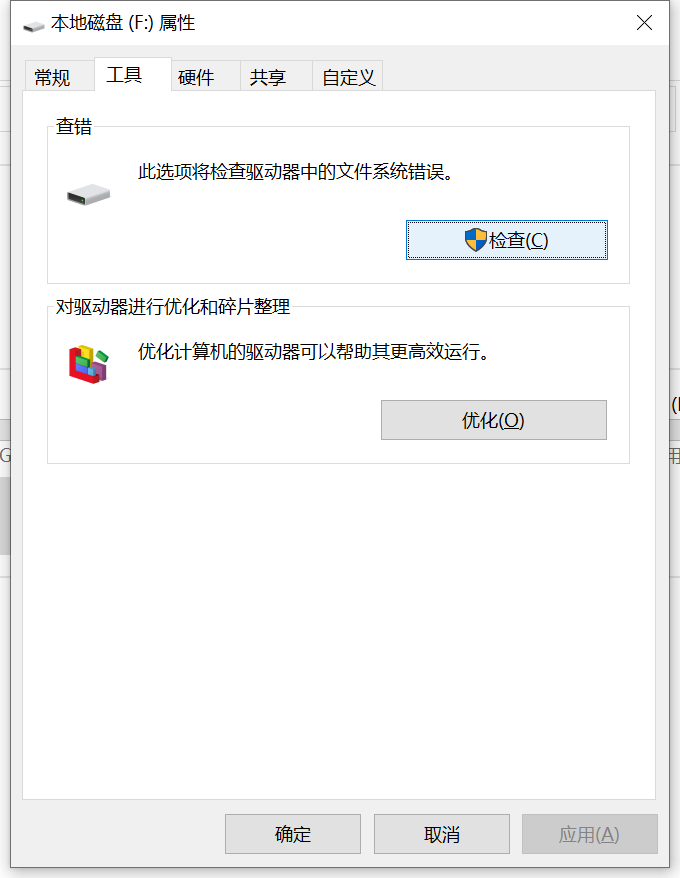 本地磁盘 (F:) 属性
常规 工具 硬件 共享 自定义
查错
此选项将检查驱动器中的文件系统错误。
检查(C)
对驱动器进行优化和碎片整理
优化计算机的驱动器可以帮助其更高效运行。
优化(O)
G
用
确定 取消 应用(A)